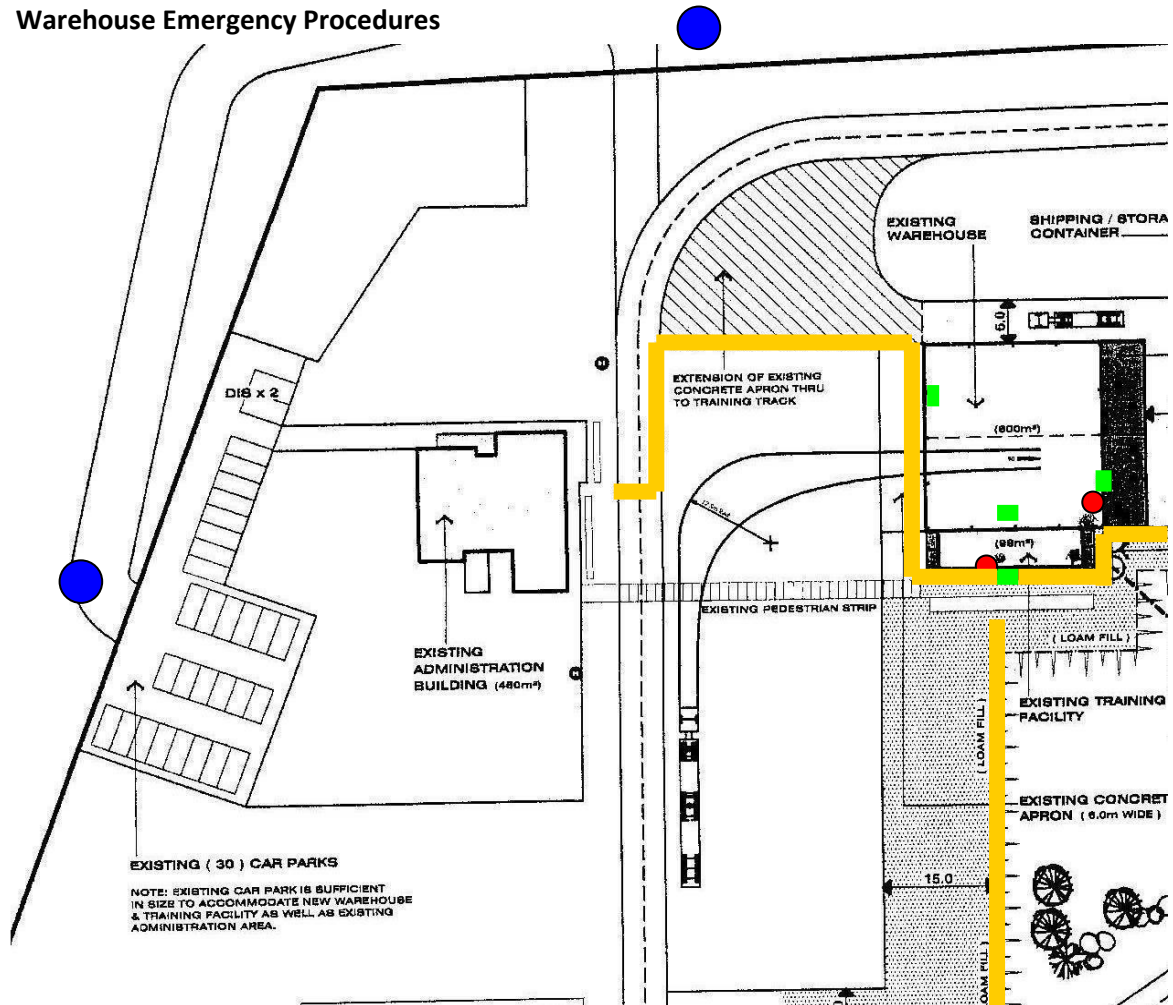 Warehouse Emergency Procedures
EXISTING
WAREHOUSE
SHIPPING / STORA
CONTAINER
6.0
DIS x 2
EXTENSION OF EXISTING
CONCRETE APRON THRU
TO TRAINING TRACK
(600m²)
(98m²)
EXISTING PEDESTRIAN STRIP
EXISTING
ADMINISTRATION
BUILDING (460m²)
( LOAM FILL )
EXISTING TRAINING
FACILITY
( LOAM FILL )
EXISTING CONCRET
APRON ( 6.0m WIDE )
EXISTING ( 30 ) CAR PARKS
NOTE: EXISTING CAR PARK IS SUFFICIENT
IN SIZE TO ACCOMMODATE NEW WAREHOUSE
& TRAINING FACILITY AS WELL AS EXISTING
ADMINISTRATION AREA.
15.0
AM FILL )